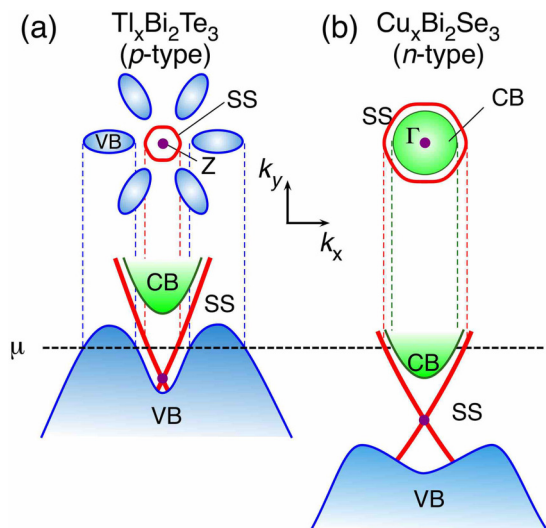 (a) TlxBi2Te3
(p-type)
SS
VB
Z
CB
SS
μ
VB
ky
kx
(b) CuxBi2Se3
(n-type)
SS
Γ
CB
CB
SS
VB